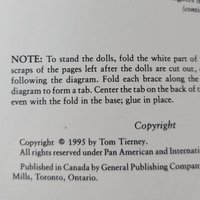 (contin
NOTE: To stand the dolls, fold the white part of
scraps of the pages left after the dolls are cut out,
following the diagram. Fold each brace along the
diagram to form a tab. Center the tab on the back of t
even with the fold in the base; glue in place.
Copyright
Copyright © 1995 by Tom Tierney.
All rights reserved under Pan American and Internati
Published in Canada by General Publishing Company
Mills, Toronto, Ontario.